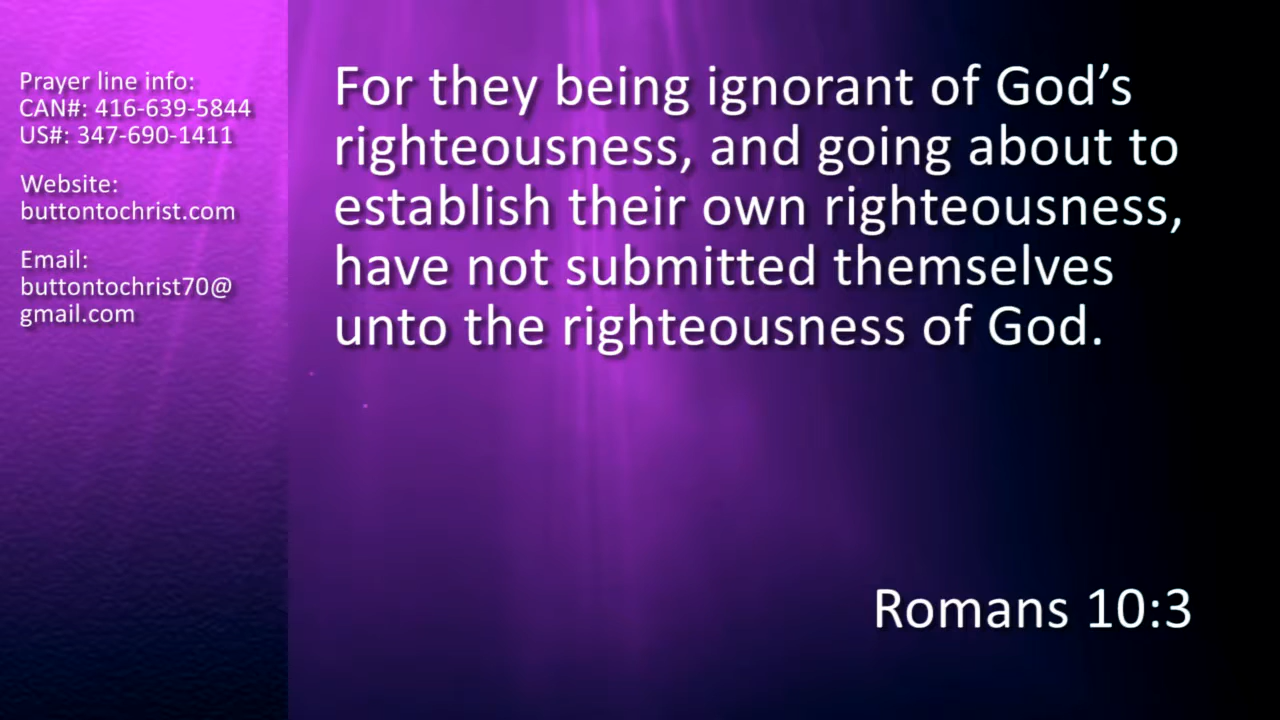 Prayer line info:
CAN#: 416-639-5844
US#: 347-690-1411
Website:
buttontochrist.com
Email:
buttontochrist70@
gmail.com
For they being ignorant of God’s
righteousness, and going about to
establish their own righteousness,
have not submitted themselves
unto the righteousness of God.
Romans 10:3